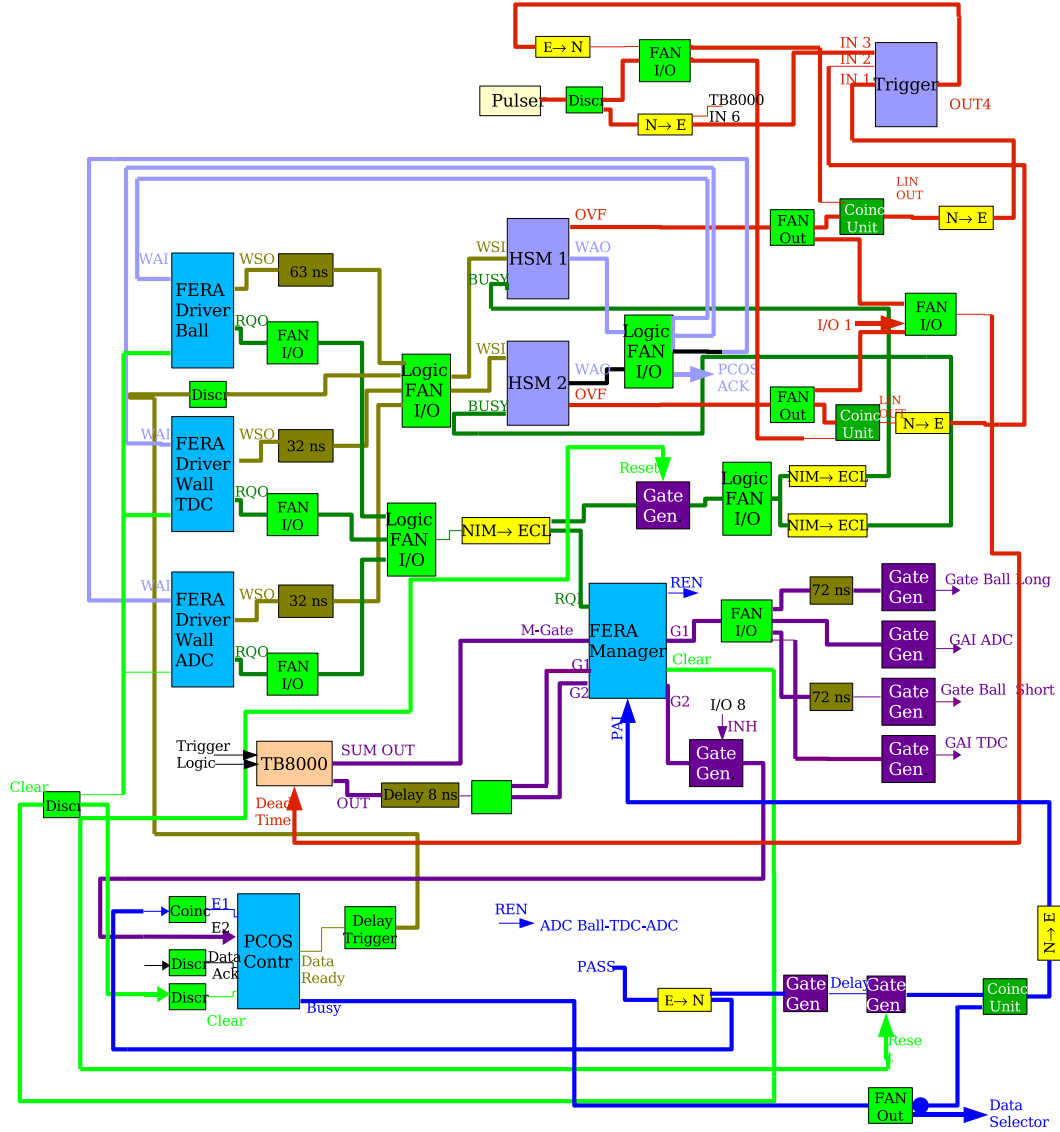 E→ N
FAN
I/O
IN 3
IN 2
IN 1
Trigger
OUT4
Pulser
Discr
TB8000
IN 6
N→ E
LIN
OUT
Coinc
Unit
N→ E
FAN
Out
OVF
WAI
WSO
63 ns
WSI
HSM 1
WAO
BUSY
FERA
Driver
Ball
RQO
FAN
I/O
Logic
FAN
I/O
I/O 1
FAN
I/O
WSI
HSM 2
WAO
PCOS
ACK
Logic
FAN
I/O
Discr
BUSY
OVF
FAN
Out
LIN
OUT
Coinc
Unit
N→ E
WAI
FERA
Driver
Wall
TDC
WSO
32 ns
RQO
FAN
I/O
Logic
FAN
I/O
NIM→ ECL
Reset
Gate
Gen.
Logic
FAN
I/O
NIM→ ECL
NIM→ ECL
WAI
FERA
Driver
Wall
ADC
WSO
32 ns
RQO
FAN
I/O
RQI
FERA
Manager
REN
G1
Clear
G2
M-Gate
G1
G2
PAI
FAN
I/O
72 ns
Gate
Gen.
Gate Ball Long
Gate
Gen.
GAI ADC
72 ns
Gate
Gen.
Gate Ball Short
Gate
Gen.
GAI TDC
I/O 8
INH
Gate
Gen.
Trigger
Logic
TB8000
SUM OUT
OUT
Delay 8 ns
Dead
Time
Clear
Discr
Coinc
E1
E2
Discr
Data
Ack
Discr
Clear
PCOS
Contr
Delay
Trigger
Data
Ready
Busy
REN
ADC Ball-TDC-ADC
PASS
E→ N
Gate
Gen
Delay
Gate
Gen
Reset
Coinc
Unit
N→ E
FAN
Out
Data
Selector